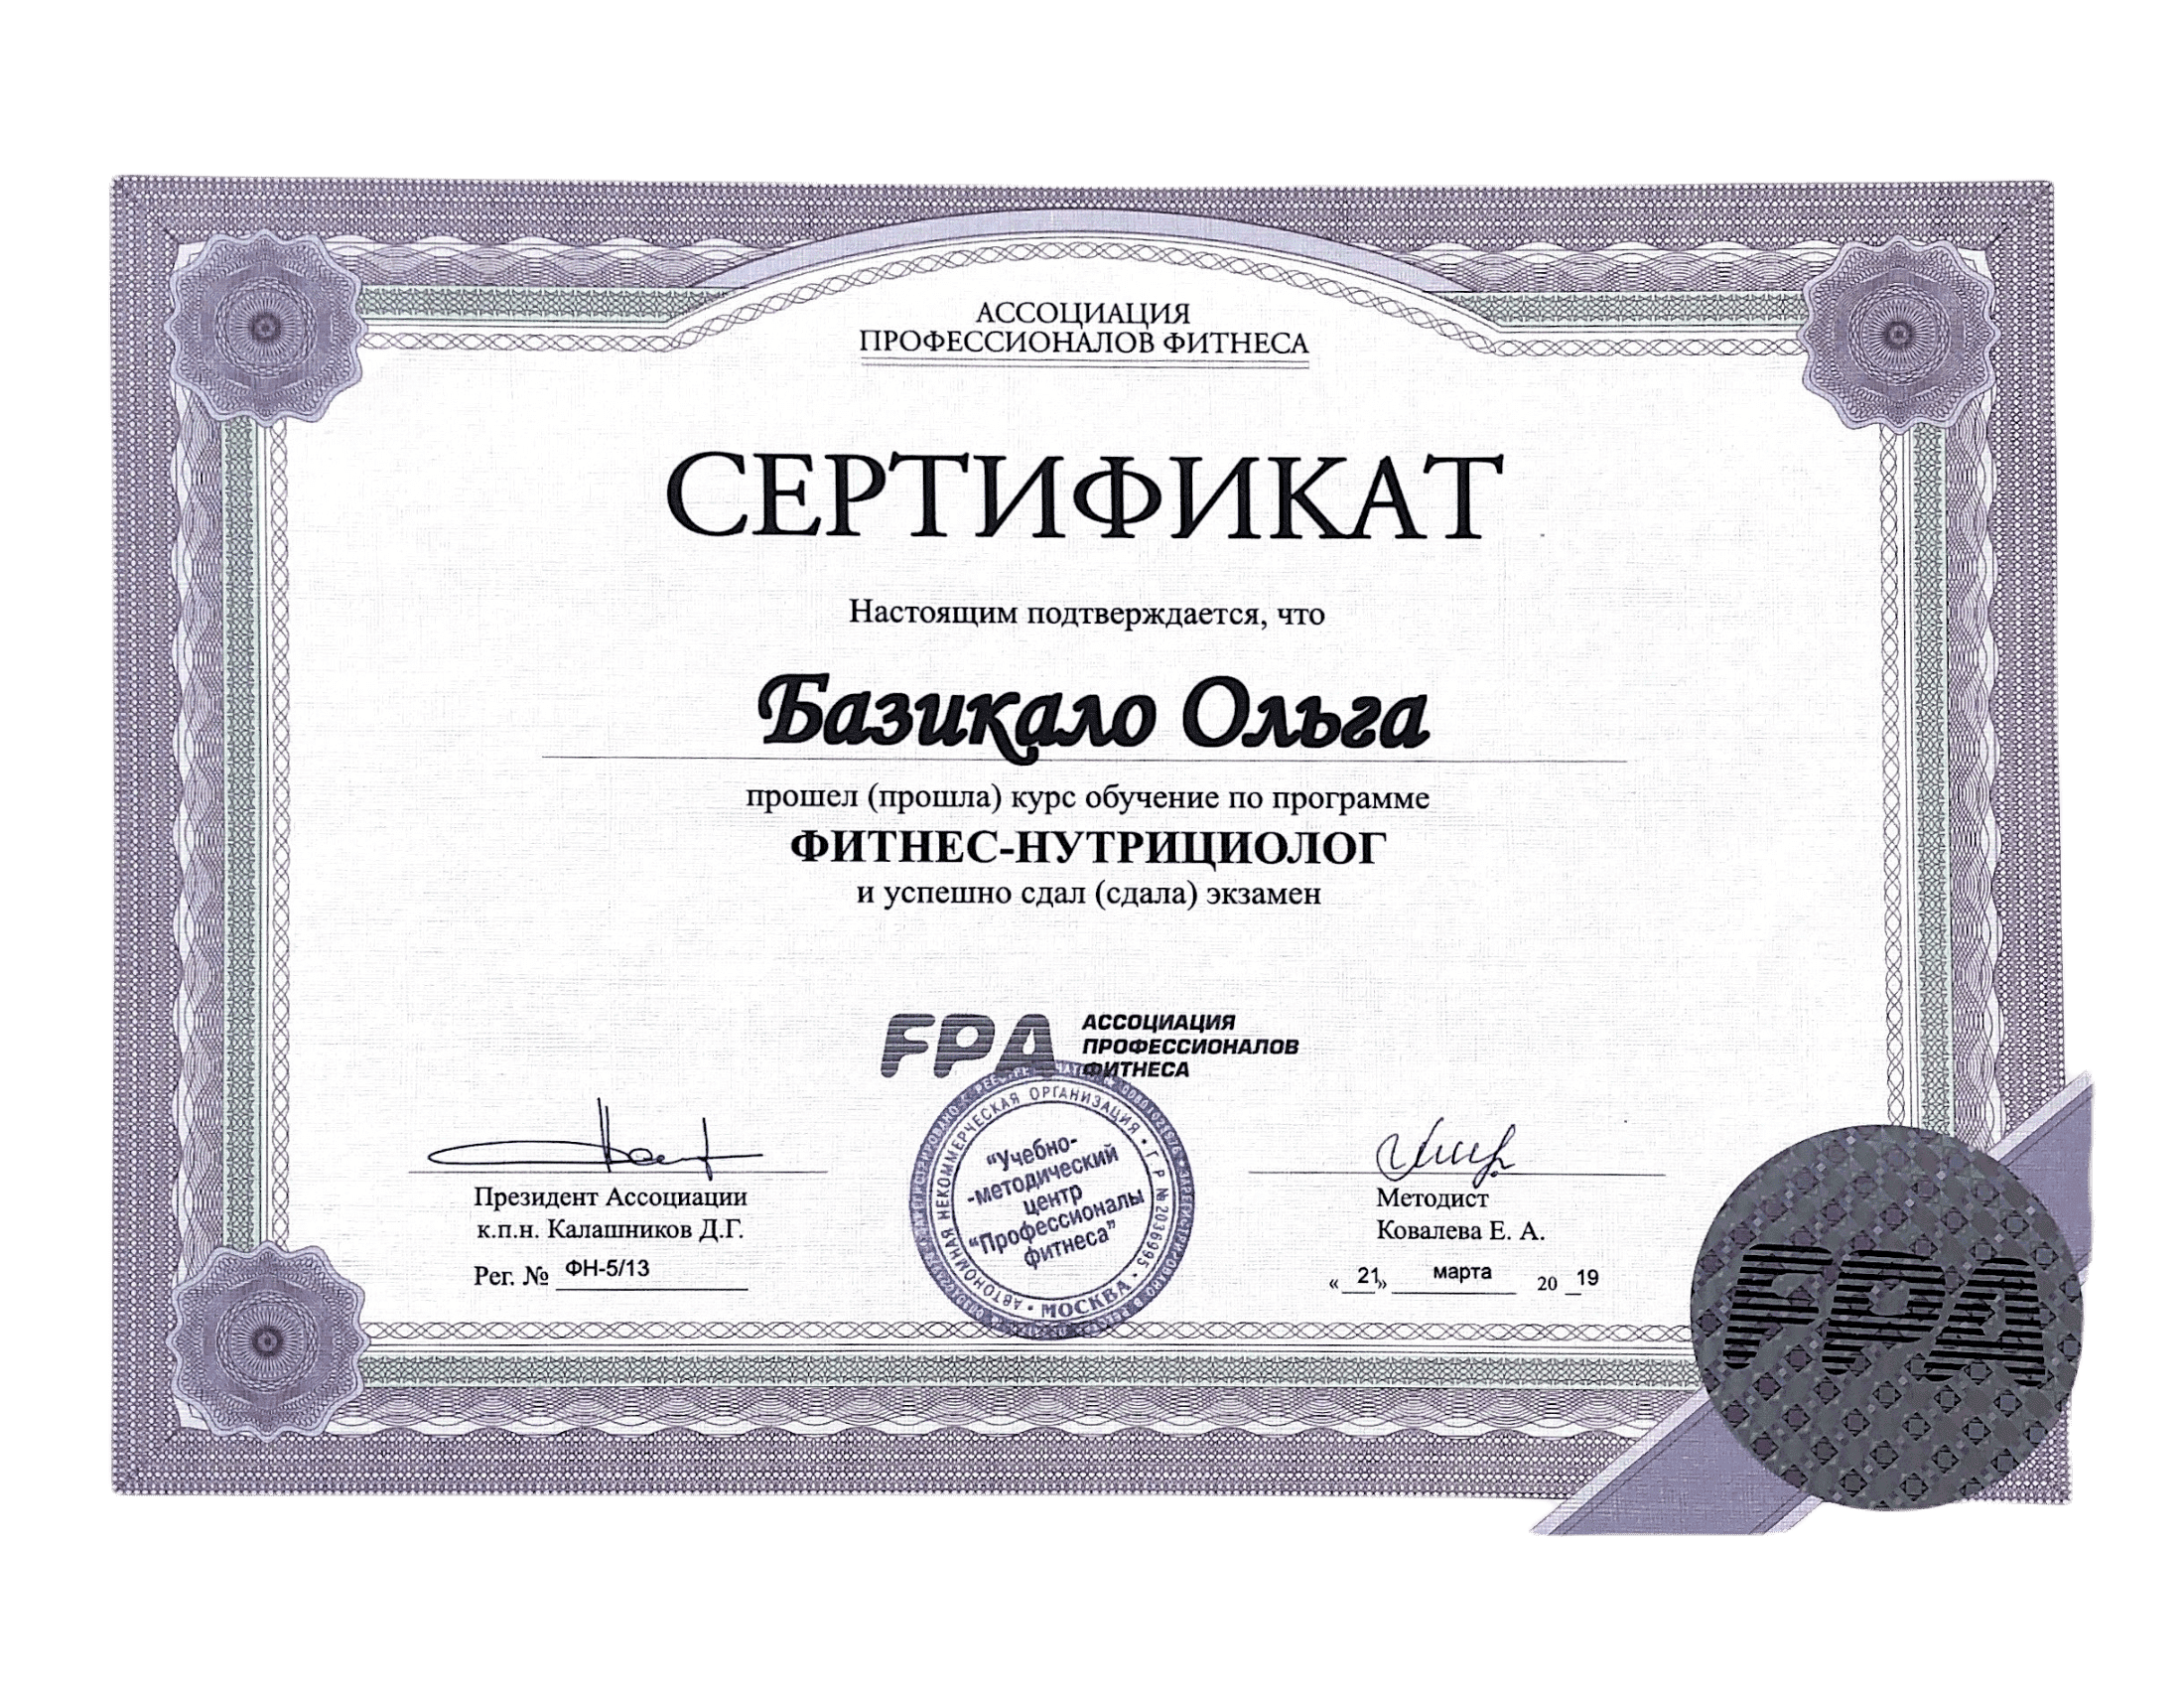 АССОЦИАЦИЯ
ПРОФЕССИОНАЛОВ ФИТНЕСА
СЕРТИФИКАТ
Настоящим подтверждается, что
Базикало Ольга
прошел (прошла) курс обучение по программе
ФИТНЕС-НУТРИЦИОЛОГ
и успешно сдал (сдала) экзамен
FPA
АССОЦИАЦИЯ
ПРОФЕССИОНАЛОВ
ФИТНЕСА
Президент Ассоциации
к.п.н. Калашников Д.Г.
Рег. № ФН-5/13
АВТОНОМНАЯ НЕКОММЕРЧЕСКАЯ ОРГАНИЗАЦИЯ • Г Р № 2036995 • МОСКВА •
"Учебно-
-методический
центр
"Профессионалы
фитнеса"
Методист
Ковалева Е. А.
« 21» марта 20 19
FPA